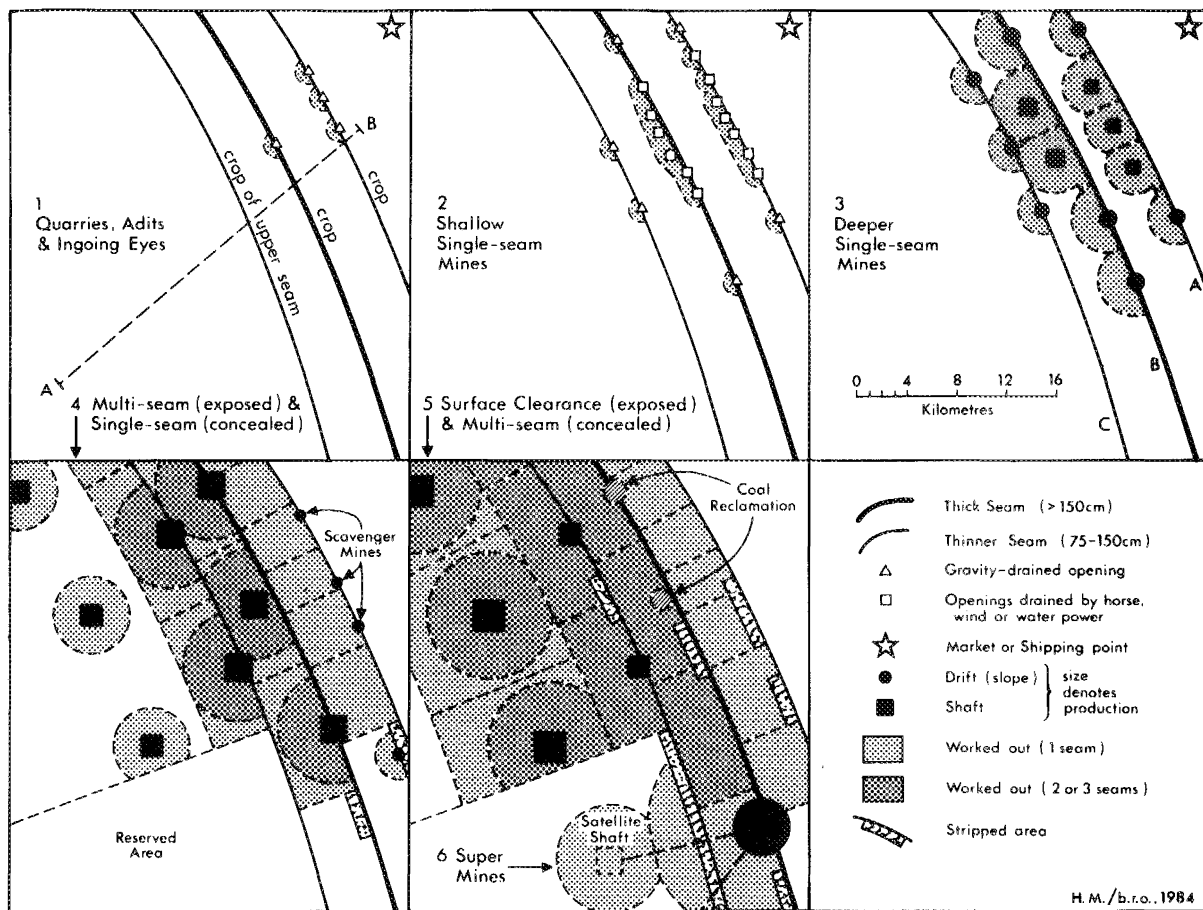 1
Quarries, Adits
& Ingoing Eyes
crop of upper seam
crop
crop
A
B
2
Shallow
Single-seam
Mines
3
Deeper
Single-seam
Mines
A
B
C
0 4 8 12 16
Kilometres
4 Multi-seam (exposed) &
Single-seam (concealed)
Scavenger
Mines
Reserved
Area
5 Surface Clearance (exposed)
& Multi-seam (concealed)
Coal
Reclamation
Satellite
Shaft
6 Super
Mines
Thick Seam (>150cm)
Thinner Seam (75-150cm)
Gravity-drained opening
Openings drained by horse,
wind or water power
Market or Shipping point
Drift (slope)
Shaft
size
denotes
production
Worked out (1 seam)
Worked out (2 or 3 seams)
Stripped area
H.M./b.r.o., 1984